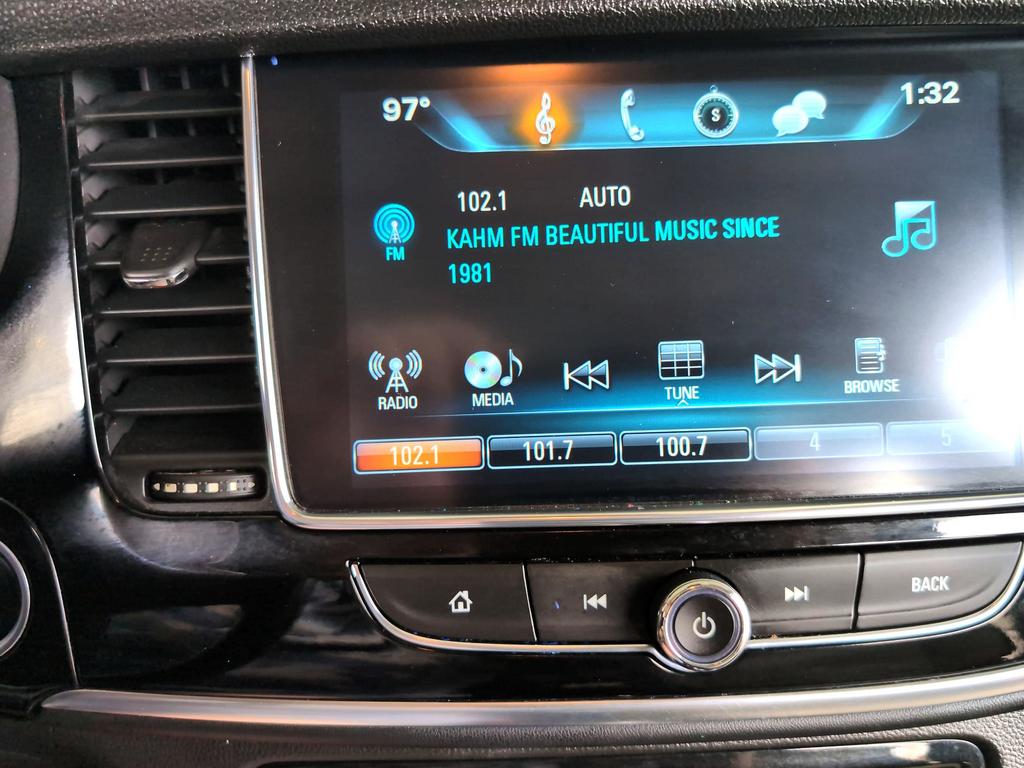 97° S 1:32
102.1 AUTO
FM KAHM FM BEAUTIFUL MUSIC SINCE
1981
RADIO MEDIA TUNE BROWSE
102.1 101.7 100.7 4 5
BACK